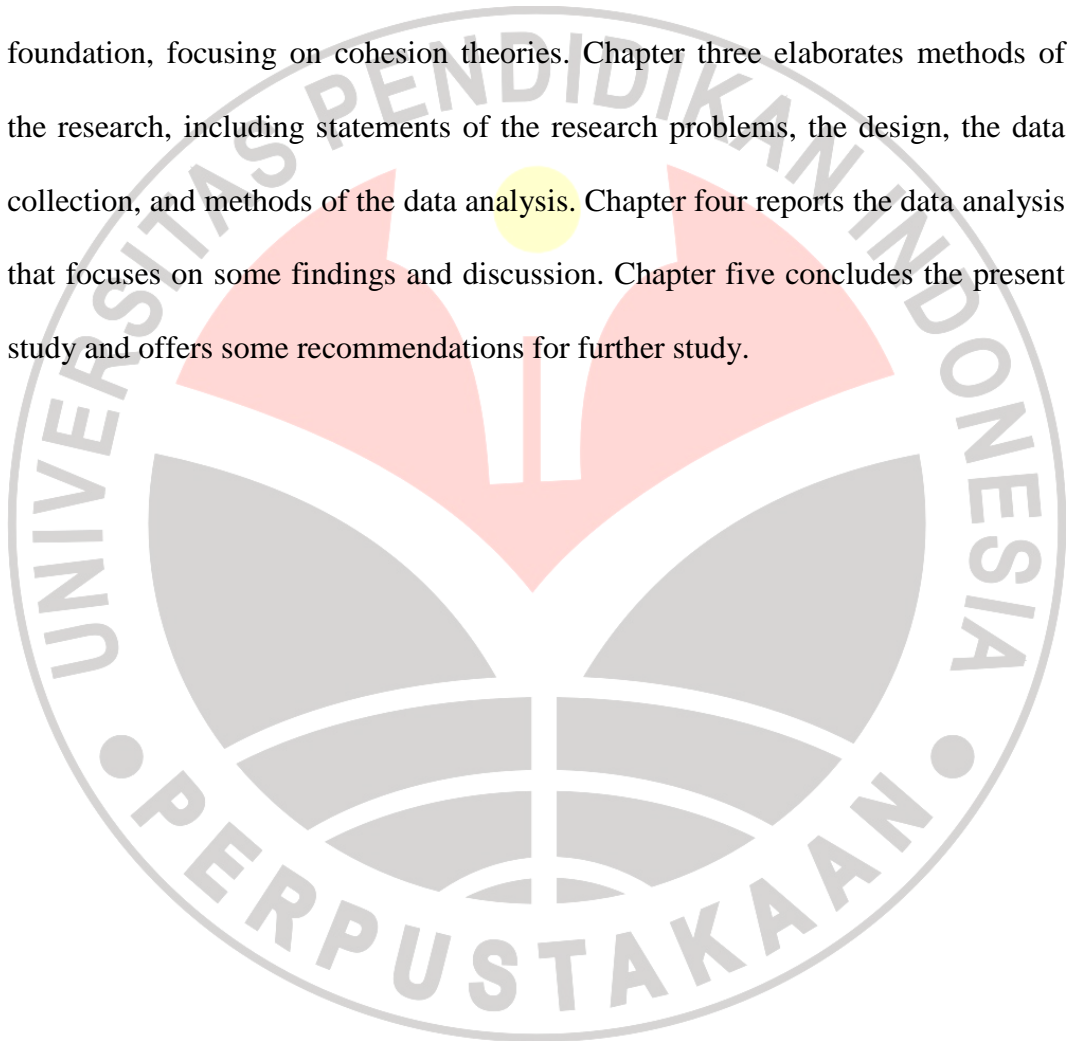 foundation, focusing on cohesion theories. Chapter three elaborates methods of
the research, including statements of the research problems, the design, the data
collection, and methods of the data analysis. Chapter four reports the data analysis
that focuses on some findings and discussion. Chapter five concludes the present
study and offers some recommendations for further study.
UNIVERSITAS PENDIDIKAN INDONESIA
PERPUSTAKAAN